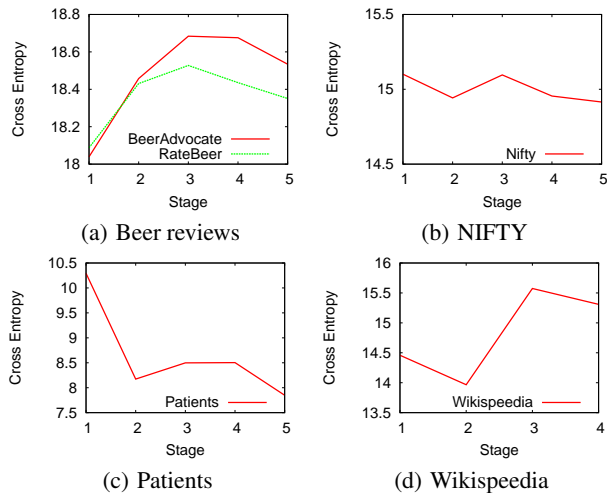 18.8
18.6
18.4
18.2
18
Cross Entropy
BeerAdvocate
RateBeer
1 2 3 4 5
Stage
(a) Beer reviews
15.5
15
14.5
Cross Entropy
Nifty
1 2 3 4 5
Stage
(b) NIFTY
10.5
10
9.5
9
8.5
8
7.5
Cross Entropy
Patients
1 2 3 4 5
Stage
(c) Patients
16
15.5
15
14.5
14
13.5
Cross Entropy
Wikispeedia
1 2 3 4
Stage
(d) Wikispeedia